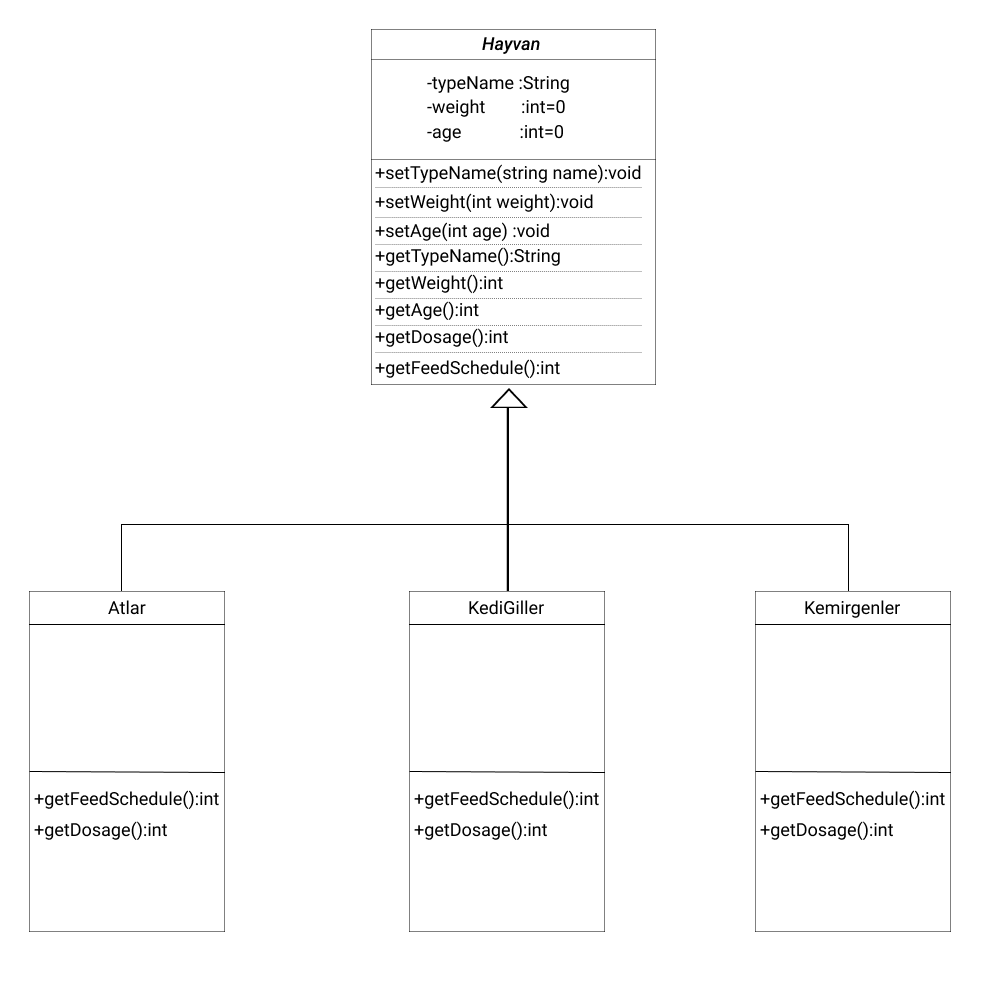 Hayvan
-typeName :String
-weight :int=0
-age :int=0
+setTypeName(string name):void
+setWeight(int weight):void
+setAge(int age) :void
+getTypeName():String
+getWeight():int
+getAge():int
+getDosage():int
+getFeedSchedule():int
Atlar
+getFeedSchedule():int
+getDosage():int
KediGiller
+getFeedSchedule():int
+getDosage():int
Kemirgenler
+getFeedSchedule():int
+getDosage():int